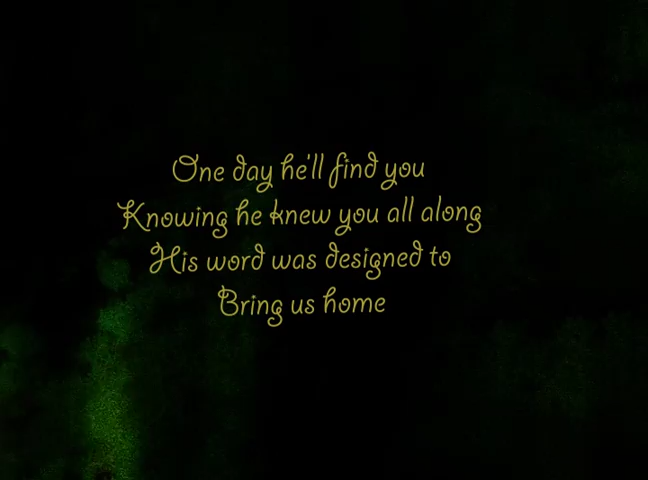 One day he'll find you
Knowing he knew you all along
His word was designed to
Bring us home